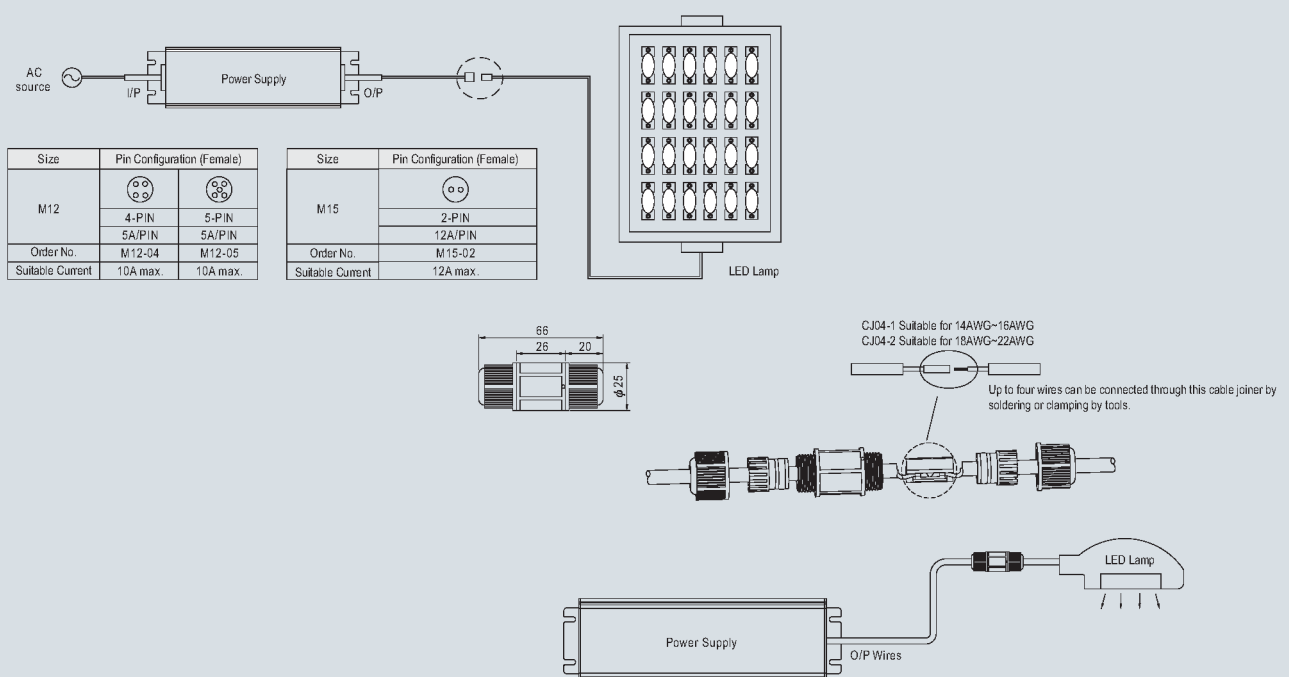 AC
source
I/P
Power Supply
O/P
LED Lamp
Size Pin Configuration (Female)
M12
4-PIN 5-PIN
5A/PIN 5A/PIN
Order No. M12-04 M12-05
Suitable Current 10A max. 10A max.
Size Pin Configuration (Female)
M15
2-PIN
12A/PIN
Order No. M15-02
Suitable Current 12A max.
66
26 20
ϕ25
CJ04-1 Suitable for 14AWG~16AWG
CJ04-2 Suitable for 18AWG~22AWG
Up to four wires can be connected through this cable joiner by
soldering or clamping by tools.
LED Lamp
Power Supply
O/P Wires